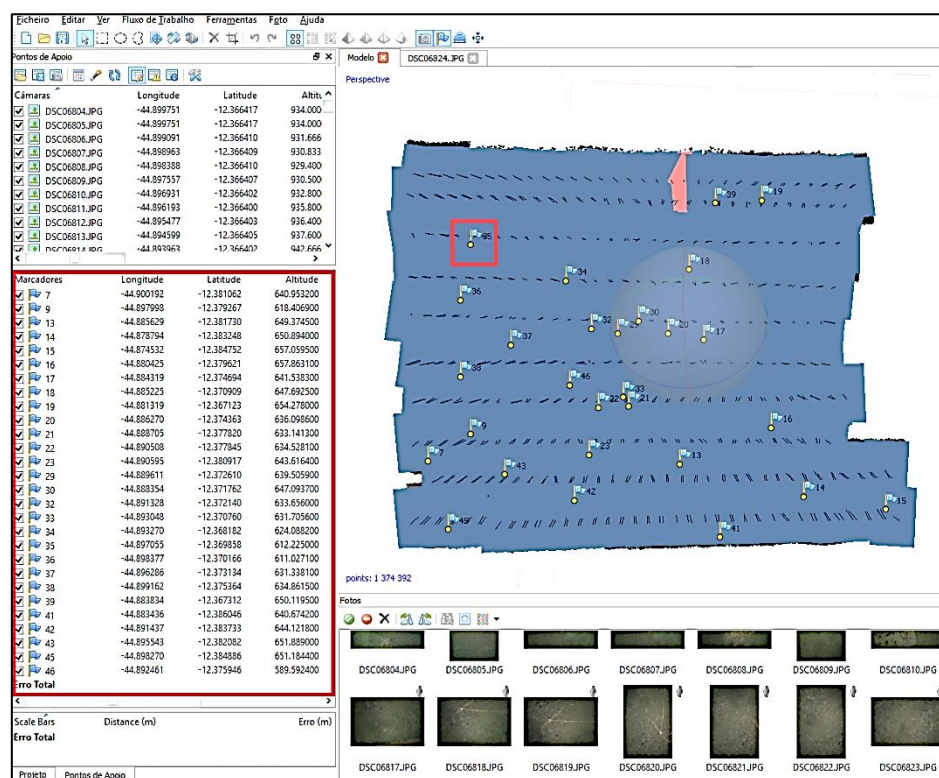 Ficheiro Editar Ver Fluxo de Trabalho Ferramentas Foto Ajuda
Pontos de Apoio
Câmaras Longitude Latitude Altitu
DSC06804.JPG -44.899751 -12.366417 934.000
DSC06805.JPG -44.899751 -12.366417 934.000
DSC06806.JPG -44.899091 -12.366410 931.666
DSC06807.JPG -44.898963 -12.366409 930.833
DSC06808.JPG -44.898388 -12.366410 929.400
DSC06809.JPG -44.897557 -12.366407 930.500
DSC06810.JPG -44.896931 -12.366402 932.800
DSC06811.JPG -44.896193 -12.366400 935.800
DSC06812.JPG -44.895477 -12.366403 936.400
DSC06813.JPG -44.894599 -12.366405 937.600
DSC06814.JPG -44.893963 -12.366402 942.666
Marcadores Longitude Latitude Altitude
7 -44.900192 -12.381062 640.953200
9 -44.897998 -12.379267 618.406900
13 -44.885629 -12.381730 649.374500
14 -44.878794 -12.383248 650.894000
15 -44.874532 -12.384752 657.059500
16 -44.880425 -12.379621 657.863100
17 -44.884319 -12.374694 641.538300
18 -44.885225 -12.370909 647.692500
19 -44.881319 -12.367123 654.278000
20 -44.886270 -12.374363 636.098600
21 -44.888705 -12.377820 633.141300
22 -44.890508 -12.377845 634.528100
23 -44.890595 -12.380917 643.616400
29 -44.889611 -12.372610 639.505900
30 -44.888354 -12.371762 647.093700
32 -44.891328 -12.372140 633.656000
33 -44.893048 -12.370760 631.705600
34 -44.893270 -12.368182 624.088200
35 -44.897055 -12.369858 612.225000
36 -44.898377 -12.370166 611.027100
37 -44.896286 -12.373134 631.338100
38 -44.899162 -12.375364 634.861500
39 -44.883834 -12.367312 650.119500
41 -44.883436 -12.386046 640.674200
42 -44.891437 -12.383733 644.121800
43 -44.895543 -12.382082 651.889000
45 -44.898270 -12.384886 651.184400
46 -44.892461 -12.375946 589.592400
Erro Total
Scale Bars Distance (m) Erro (m)
Erro Total
Projeto Pontos de Apoio
Modelo DSC06824.JPG
Perspective
39 19
35
18
34
36
30
32 20 17
37
38
46
33
22 21
16
9
23
7 13
43
14
42 15
45
41
points: 1 374 392
Fotos
DSC06804.JPG DSC06805.JPG DSC06806.JPG DSC06807.JPG DSC06808.JPG DSC06809.JPG DSC06810.JPG
DSC06817.JPG DSC06818.JPG DSC06819.JPG DSC06820.JPG DSC06821.JPG DSC06822.JPG DSC06823.JPG